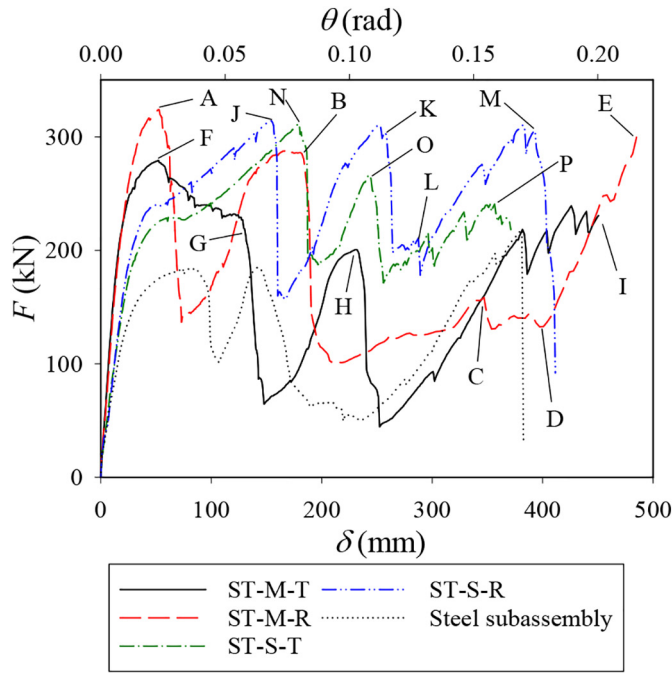 θ (rad)
0.00 0.05 0.10 0.15 0.20
A
F
J
N
B
K
M
E
O
L
P
G
H
I
C
D
F (kN)
300
200
100
0
0 100 200 300 400 500
δ (mm)
ST-M-T
ST-S-R
ST-M-R
Steel subassembly
ST-S-T